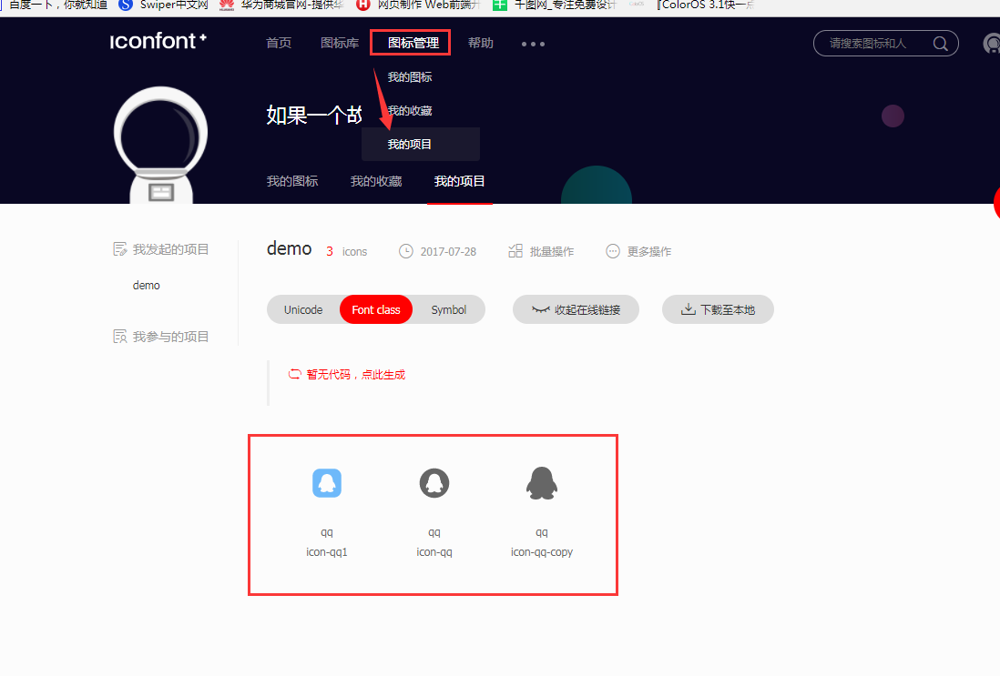 百度一下，你就知道 Swiper中文网 华为商城官网-提供华 网页制作 Web前端开 千图网_专注免费设计 『ColorOS 3.1快一点
iconfont+ 首页 图标库 图标管理 帮助 请搜索图标和人
我的图标
我的收藏
如果一个故
我的项目
我的图标 我的收藏 我的项目
我发起的项目
demo 3 icons 2017-07-28 批量操作 更多操作
demo
Unicode Font class Symbol 收起在线链接 下载至本地
我参与的项目
暂无代码，点此生成
qq qq qq
icon-qq1 icon-qq icon-qq-copy